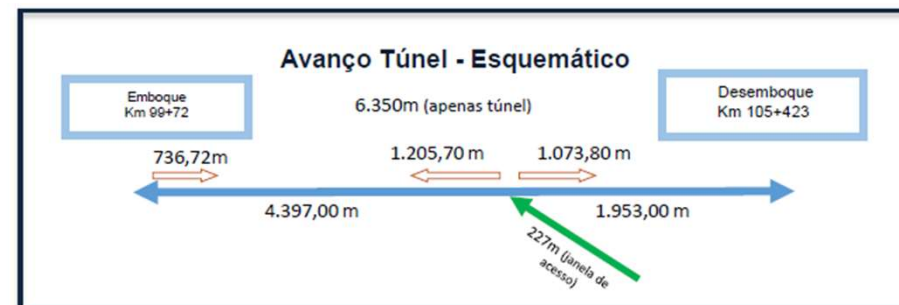 Avanço Túnel - Esquemático
Emboque
Km 99+72
6.350m (apenas túnel)
Desemboque
Km 105+423
736,72m
1.205,70 m
1.073,80 m
4.397,00 m
1.953,00 m
227m (janela de
acesso)